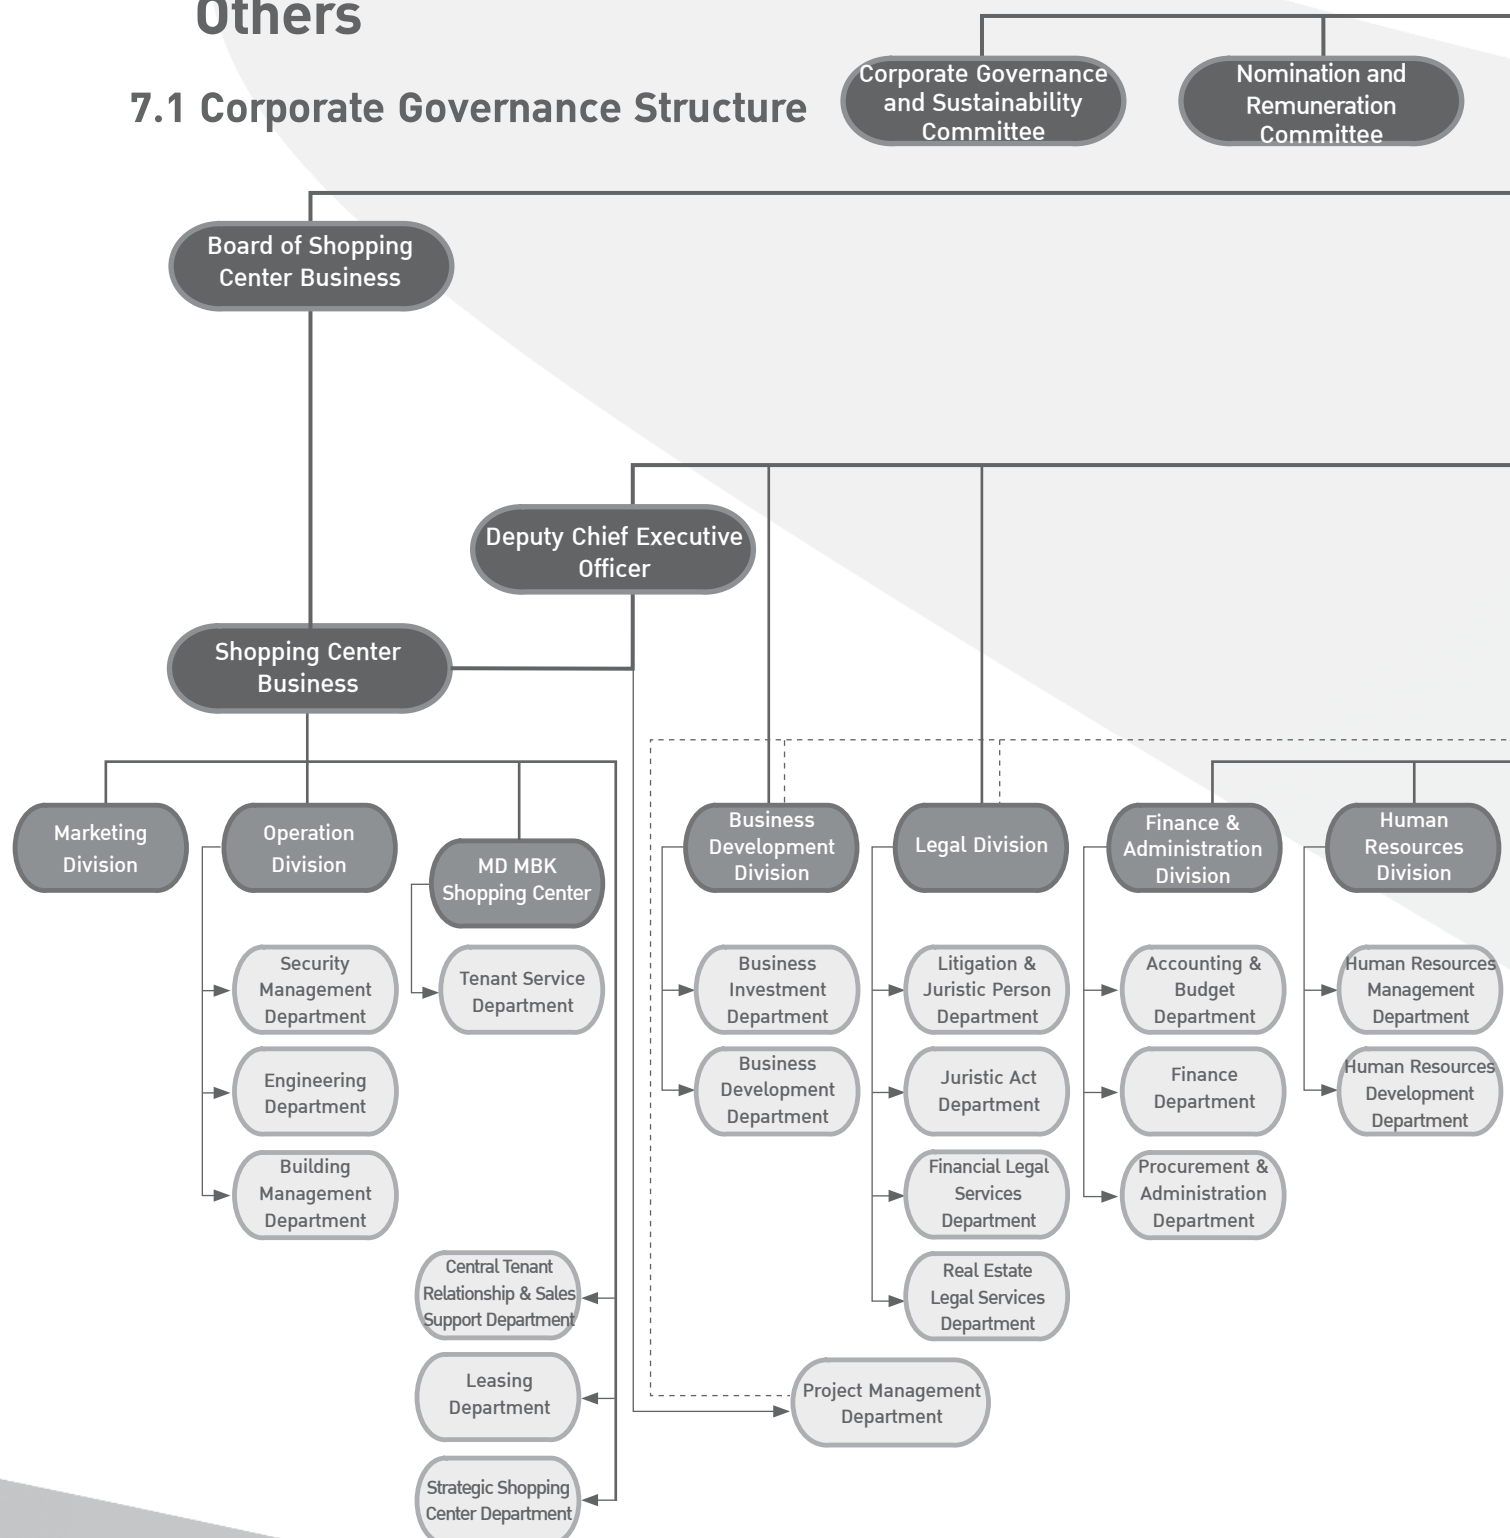 Others
7.1 Corporate Governance Structure
Corporate Governance
and Sustainability
Committee
Nomination and
Remuneration
Committee
Board of Shopping
Center Business
Deputy Chief Executive
Officer
Shopping Center
Business
Marketing
Division
Operation
Division
MD MBK
Shopping Center
Business
Development
Division
Legal Division
Finance &
Administration
Division
Human
Resources
Division
Security
Management
Department
Tenant Service
Department
Business
Investment
Department
Litigation &
Juristic Person
Department
Accounting &
Budget
Department
Human Resources
Management
Department
Engineering
Department
Business
Development
Department
Juristic Act
Department
Finance
Department
Human Resources
Development
Department
Building
Management
Department
Financial Legal
Services
Department
Procurement &
Administration
Department
Central Tenant
Relationship & Sales
Support Department
Real Estate
Legal Services
Department
Leasing
Department
Project Management
Department
Strategic Shopping
Center Department